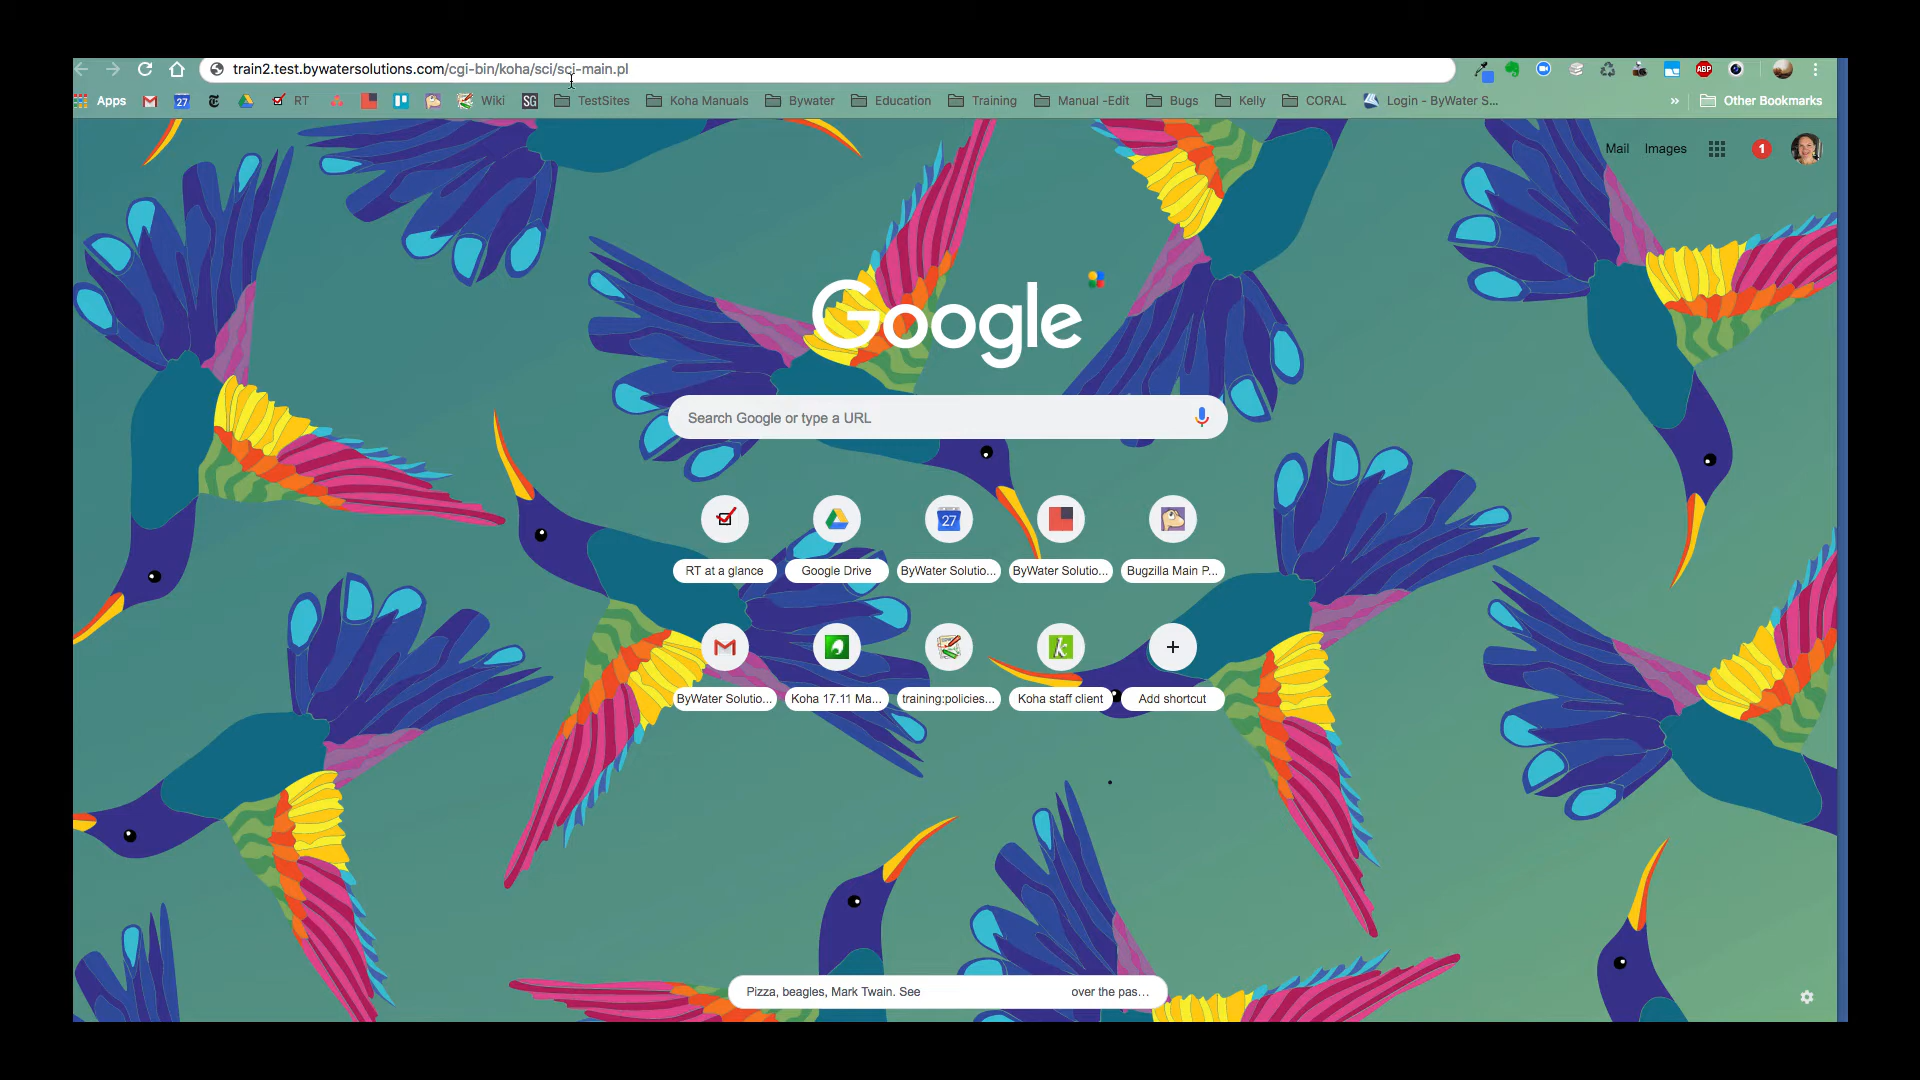 train2.test.bywatersolutions.com/cgi-bin/koha/sci/sci-main.pl
ABP
Apps 27 RT Wiki SG TestSites Koha Manuals Bywater Education Training Manual -Edit Bugs Kelly CORAL Login - ByWater S... » Other Bookmarks
Mail Images 1
Google
Search Google or type a URL
27
RT at a glance Google Drive ByWater Solutio... ByWater Solutio... Bugzilla Main P...
k
ByWater Solutio... Koha 17.11 Ma... training:policies... Koha staff client Add shortcut
Pizza, beagles, Mark Twain. See over the pas...